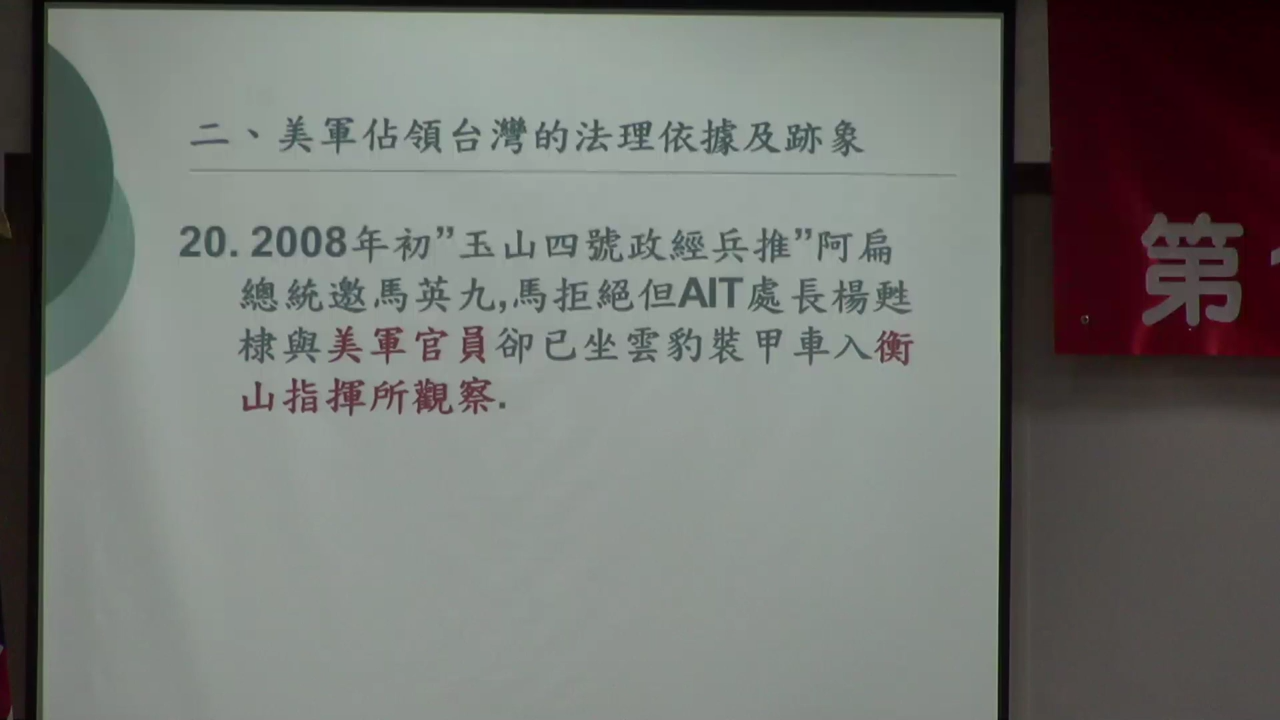 二、美軍佔領台灣的法理依據及跡象
20. 2008年初”玉山四號政經兵推”阿扁
總統邀馬英九,馬拒絕但AIT處長楊甦
棣與美軍官員卻已坐雲豹裝甲車入衡
山指揮所觀察.
第